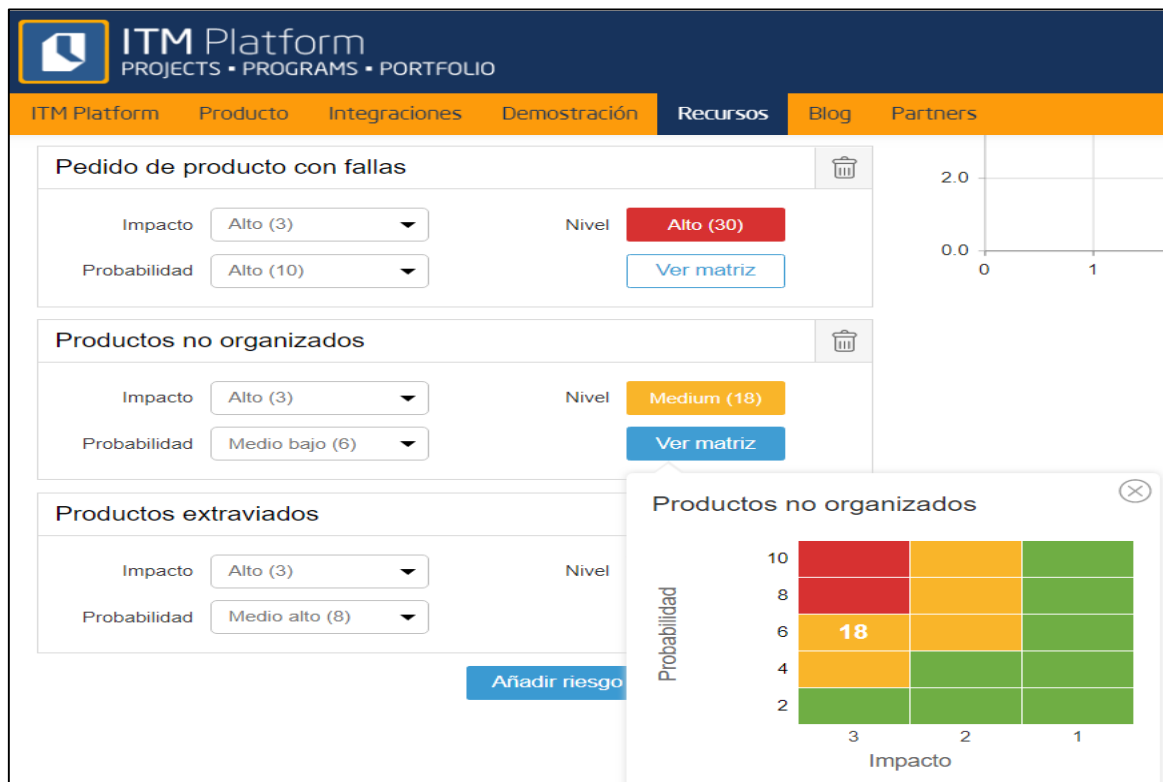 ITM Platform
PROJECTS ▪ PROGRAMS ▪ PORTFOLIO
ITM Platform Producto Integraciones Demostración Recursos Blog Partners
Pedido de producto con fallas
Impacto Alto (3) Nivel Alto (30)
Probabilidad Alto (10) Ver matriz
2.0
0.0
0 1
Productos no organizados
Impacto Alto (3) Nivel Medium (18)
Probabilidad Medio bajo (6) Ver matriz
Productos extraviados
Impacto Alto (3) Nivel
Probabilidad Medio alto (8)
Añadir riesgo
Productos no organizados
Probabilidad
10
8
6 18
4
2
3 2 1
Impacto